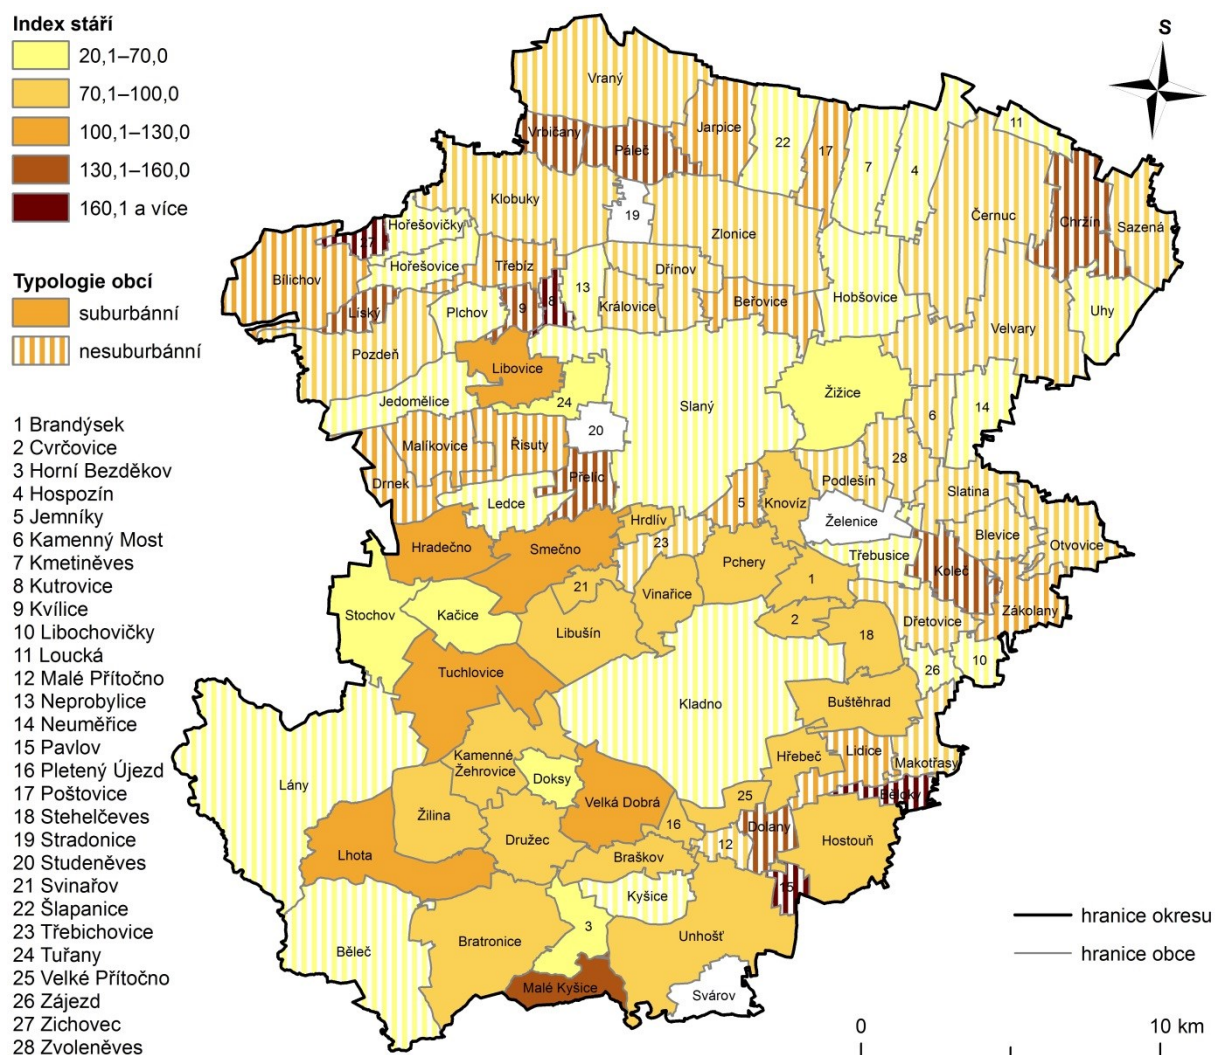 Index stáří
20,1–70,0
70,1–100,0
100,1–130,0
130,1–160,0
160,1 a více
Typologie obcí
suburbánní
nesuburbánní
1 Brandýsek
2 Cvrčovice
3 Horní Bezděkov
4 Hospozín
5 Jemníky
6 Kamenný Most
7 Kmetiněves
8 Kutrovice
9 Kvílice
10 Libochovičky
11 Loucká
12 Malé Přítočno
13 Neprobylice
14 Neuměřice
15 Pavlov
16 Pletený Újezd
17 Poštovice
18 Stehelčeves
19 Stradonice
20 Studeněves
21 Svinařov
22 Šlapanice
23 Třebichovice
24 Tuřany
25 Velké Přítočno
26 Zájezd
27 Zichovec
28 Zvoleněves
S
Vraný
Vrbičany
Páleč
Jarpice
22
17
7
4
11
Klobuky
19
Zlonice
Černuc
Chržín
Sazená
Hořešovičky
27
Hořešovice
Bílichov
Třebíz
Dřínov
8
13
9
Královice
Beřovice
Hobšovice
Uhy
Líský
Plchov
Velvary
Pozdeň
Libovice
Žižice
Jedomělice
24
Slaný
6
14
20
Malíkovice
Řisuty
28
Drnek
Přelíc
Podlešín
Slatina
Ledce
5
Knovíz
Želenice
Blevice
Otvovice
Hrdlív
23
Hradečno
Smečno
Třebusice
Koleč
Pchery
1
21
Vinařice
Stochov
Kačice
Libušín
2
18
Dřetovice
Zákolany
26
10
Tuchlovice
Kladno
Buštěhrad
Lány
Kamenné
Žehrovice
Doksy
Hřebeč
Lidice
Makotřasy
Žilina
Velká Dobrá
25
Běloky
Družec
16
12
Dolany
Hostouň
Lhota
Braškov
Kyšice
15
Běleč
Bratronice
3
Unhošť
Malé Kyšice
Svárov
hranice okresu
hranice obce
0
10 km